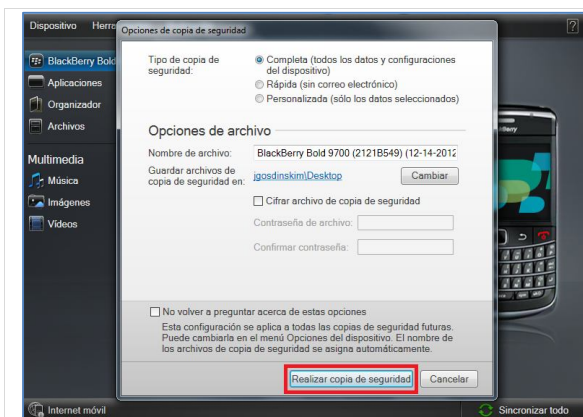 Dispositivo Herra
?
Opciones de copia de seguridad
BlackBerry Bold
Aplicaciones
Organizador
Archivos
Multimedia
Música
Imágenes
Vídeos
Tipo de copia de
seguridad:
Completa (todos los datos y configuraciones
del dispositivo)
Rápida (sin correo electrónico)
Personalizada (sólo los datos seleccionados)
Opciones de archivo
Nombre de archivo: BlackBerry Bold 9700 (2121B549) (12-14-2012
Guardar archivos de
copia de seguridad en: jgosdinskim\Desktop Cambiar
Cifrar archivo de copia de seguridad
Contraseña de archivo:
Confirmar contraseña:
No volver a preguntar acerca de estas opciones
Esta configuración se aplica a todas las copias de seguridad futuras.
Puede cambiarla en el menú Opciones del dispositivo. El nombre de
los archivos de copia de seguridad se asigna automáticamente.
Realizar copia de seguridad Cancelar
Internet móvil Sincronizar todo